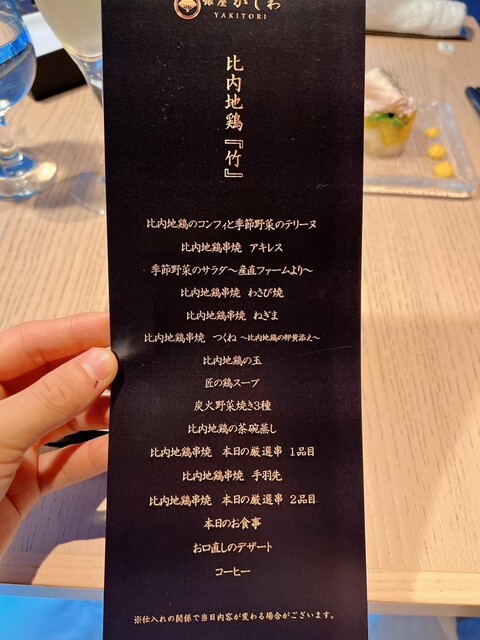 かしわ
YAKITORI
比内地鶏『竹』
比内地鶏のコンフィと季節野菜のテリーヌ
比内地鶏串焼 アキレス
季節野菜のサラダ〜産直ファームより〜
比内地鶏串焼 わさび焼
比内地鶏串焼 ねぎま
比内地鶏串焼 つくね 〜比内地鶏の卵黄添え〜
比内地鶏の玉
匠の鶏スープ
炭火野菜焼き3種
比内地鶏の茶碗蒸し
比内地鶏串焼 本日の厳選串 1品目
比内地鶏串焼 手羽先
比内地鶏串焼 本日の厳選串 2品目
本日のお食事
お口直しのデザート
コーヒー
※仕入れの関係で当日内容が変わる場合がございます。